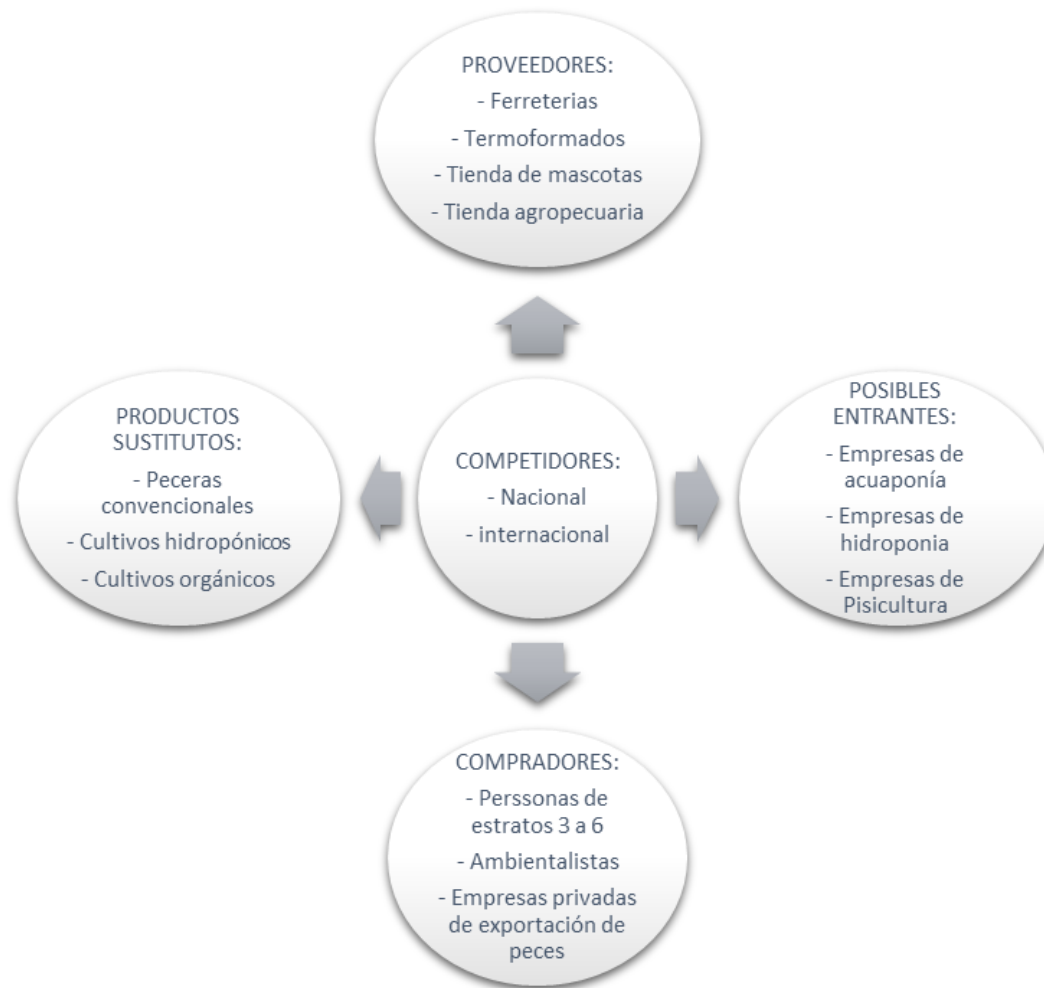 PROVEEDORES:
- Ferreterias
- Termoformados
- Tienda de mascotas
- Tienda agropecuaria
PRODUCTOS
SUSTITUTOS:
- Peceras
convencionales
- Cultivos hidropónicos
- Cultivos orgánicos
COMPETIDORES:
- Nacional
- internacional
POSIBLES
ENTRANTES:
- Empresas de
acuaponía
- Empresas de
hidroponia
- Empresas de
Pisicultura
COMPRADORES:
- Perssonas de
estratos 3 a 6
- Ambientalistas
- Empresas privadas
de exportación de
peces